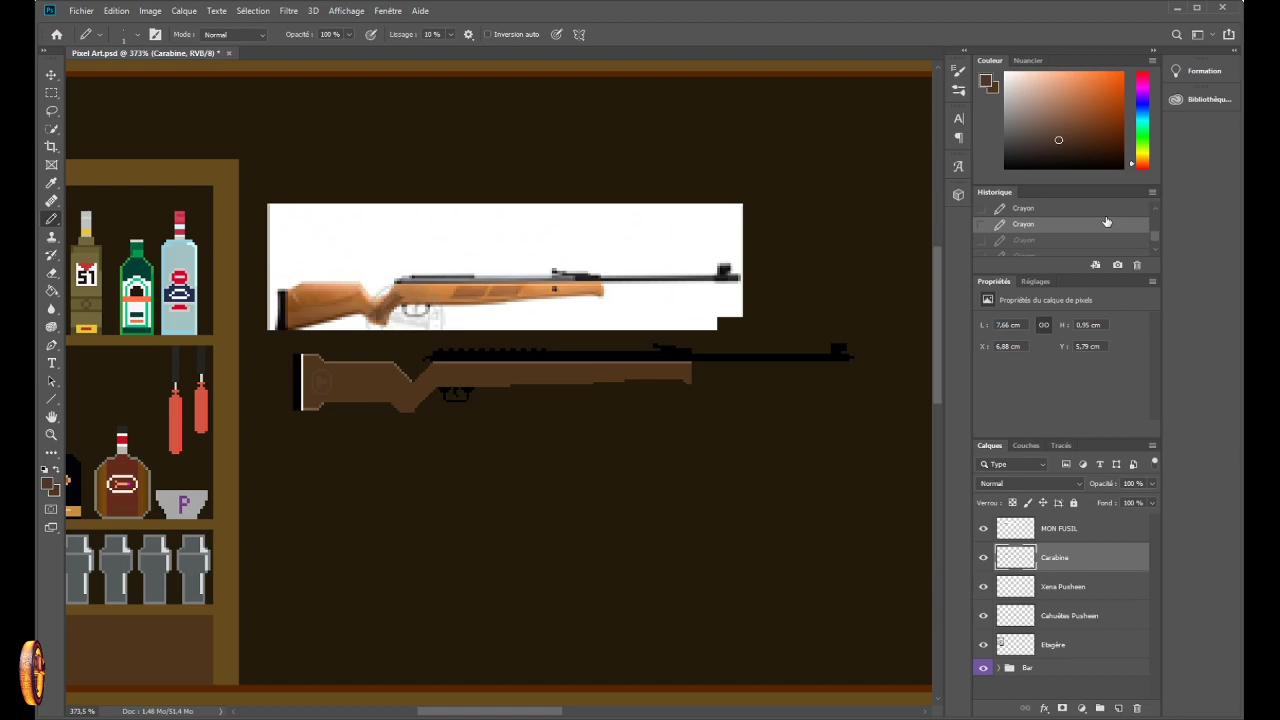 Ps Fichier Edition Image Calque Texte Sélection Filtre 3D Affichage Fenêtre Aide
1 Mode : Normal Opacité : 100 % Lissage : 10 % Inversion auto
Pixel Art.psd @ 373% (Carabine, RVB/8) * ×
Couleur Nuancier
Formation
Bibliothèqu...
Historique
Crayon
Crayon
Crayon
Propriétés Réglages
Propriétés du calque de pixels
L : 7,66 cm H : 0,95 cm
X : 6,88 cm Y : 5,79 cm
51
P
Calques Couches Tracés
Type
Normal Opacité : 100 %
Verrou : Fond : 100 %
MON FUSIL
Carabine
Xena Pusheen
Cahuètes Pusheen
Etagère
Bar
373,5 % Doc : 1,48 Mo/51,4 Mo